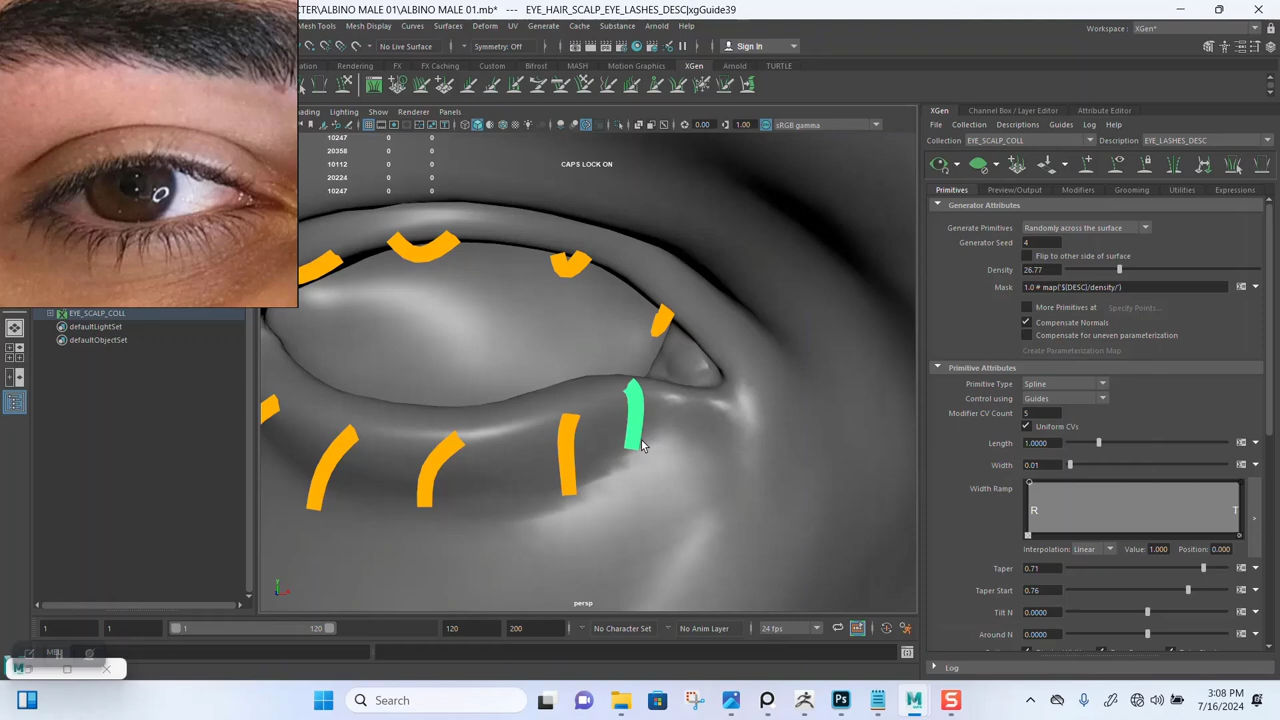 TER\ALBINO MALE 01\ALBINO MALE 01.mb* --- EYE_HAIR_SCALP_EYE_LASHES_DESC|xgGuide39
Mesh Tools Mesh Display Curves Surfaces Deform UV Generate Cache Substance Arnold Help
Workspace : XGen*
No Live Surface Symmetry: Off Sign In
Rendering FX FX Caching Custom Bifrost MASH Motion Graphics XGen Arnold TURTLE
Lighting Show Renderer Panels
0.00 1.00 sRGB gamma
10247 0 0
20358 0 0
10112 0 0
20224 0 0
10247 0 0
CAPS LOCK ON
persp
EYE_SCALP_COLL
defaultLightSet
defaultObjectSet
XGen Channel Box / Layer Editor Attribute Editor
File Collection Descriptions Guides Log Help
Collection EYE_SCALP_COLL Description EYE_LASHES_DESC
Primitives Preview/Output Modifiers Grooming Utilities Expressions
Generator Attributes
Generate Primitives Randomly across the surface
Generator Seed 4
Flip to other side of surface
Density 26.77
Mask 1.0 # map('${DESC}/density/')
More Primitives at Specify Points...
Compensate Normals
Compensate for uneven parameterization
Create Parameterization Map
Primitive Attributes
Primitive Type Spline
Control using Guides
Modifier CV Count 5
Uniform CVs
Length 1.0000
Width 0.01
Width Ramp
R T
>
Interpolation: Linear Value: 1.000 Position: 0.000
Taper 0.71
Taper Start 0.76
Tilt N 0.0000
Around N 0.0000
Log
1 1 1 120 120 200 No Character Set No Anim Layer 24 fps
Search
3:08 PM
7/16/2024